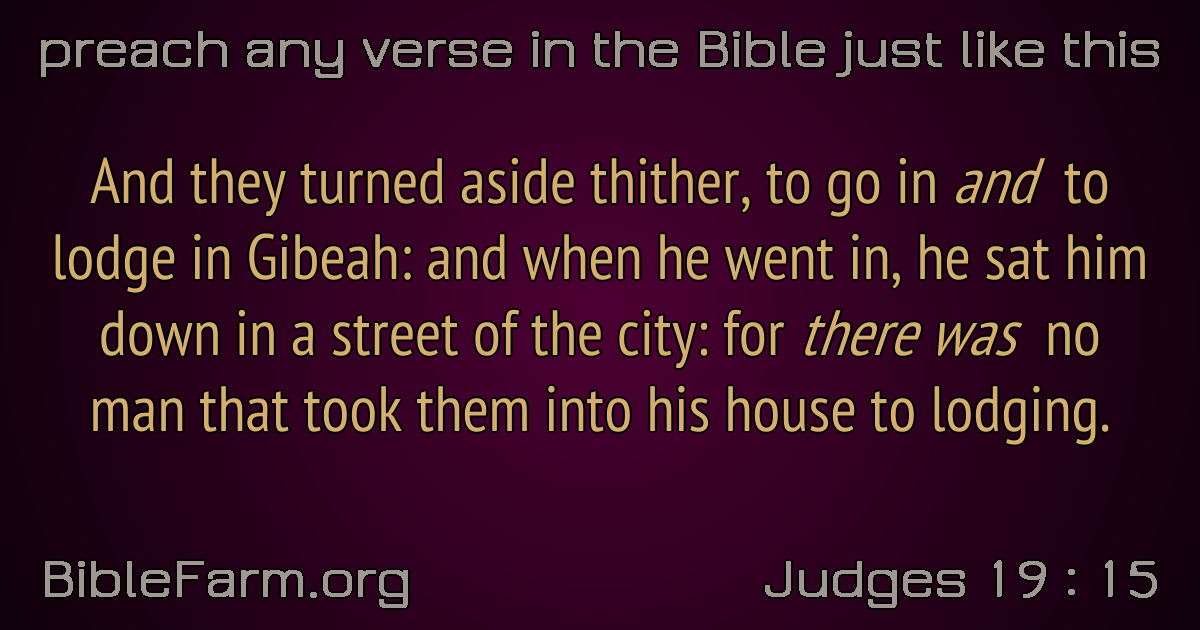 preach any verse in the Bible just like this
And they turned aside thither, to go in and to
lodge in Gibeah: and when he went in, he sat him
down in a street of the city: for there was no
man that took them into his house to lodging.
BibleFarm.org
Judges 19 : 15